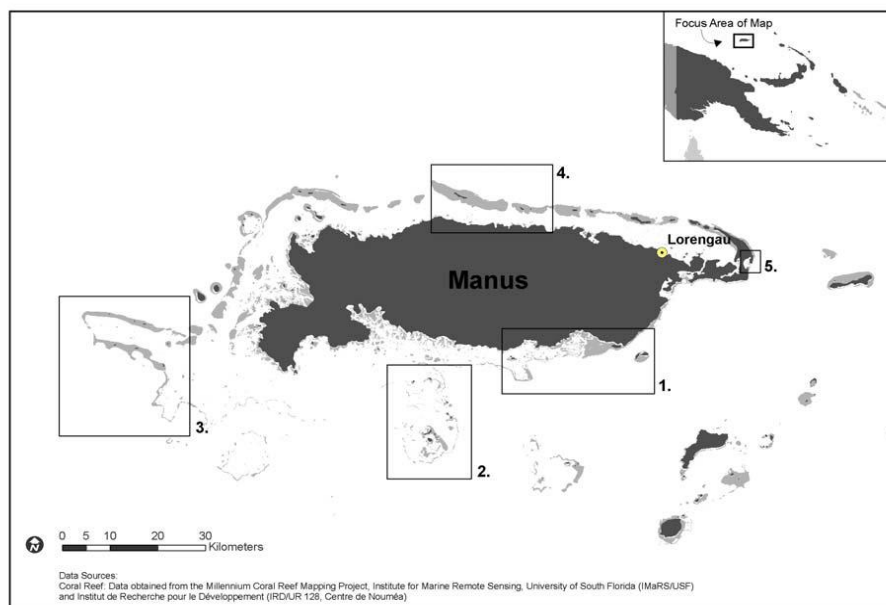 Focus Area of Map
4.
Lorengau
5.
Manus
1.
3.
2.
N
0 5 10 20 30
Kilometers
Data Sources:
Coral Reef: Data obtained from the Millennium Coral Reef Mapping Project, Institute for Marine Remote Sensing, University of South Florida (IMaRS/USF)
and Institut de Recherche pour le Développement (IRD/UR 128, Centre de Nouméa)